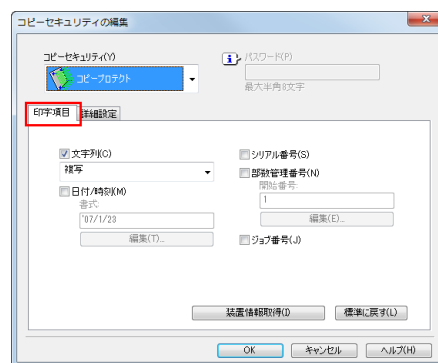 コピーセキュリティの編集
コピーセキュリティ(Y)
コピープロテクト
パスワード(P)
最大半角8文字
印字項目
詳細設定
文字列(C)
複写
日付/時刻(M)
書式:
'07/1/23
編集(T)...
シリアル番号(S)
部数管理番号(N)
開始番号:
1
編集(E)...
ジョブ番号(J)
装置情報取得(I)
標準に戻す(L)
OK
キャンセル
ヘルプ(H)